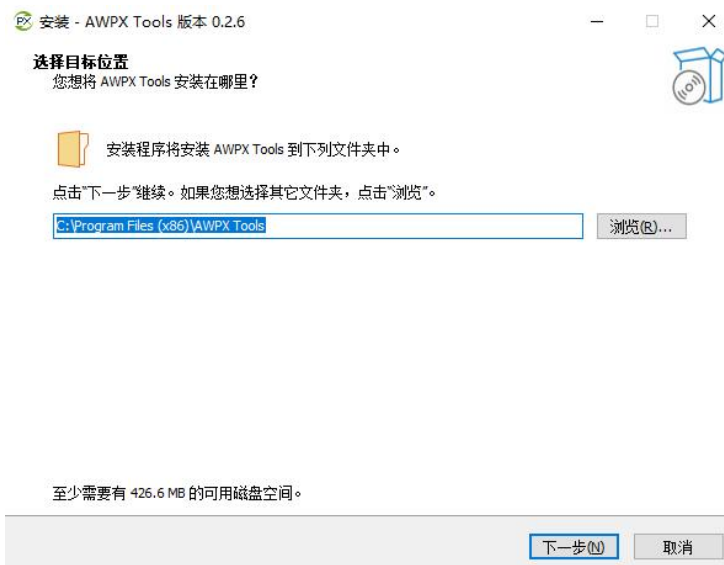 PX 安装 - AWPX Tools 版本 0.2.6
选择目标位置
您想将 AWPX Tools 安装在哪里?
安装程序将安装 AWPX Tools 到下列文件夹中。
点击“下一步”继续。如果您想选择其它文件夹，点击“浏览”。
C:\Program Files (x86)\AWPX Tools
浏览(R)...
至少需要有 426.6 MB 的可用磁盘空间。
下一步(N)
取消